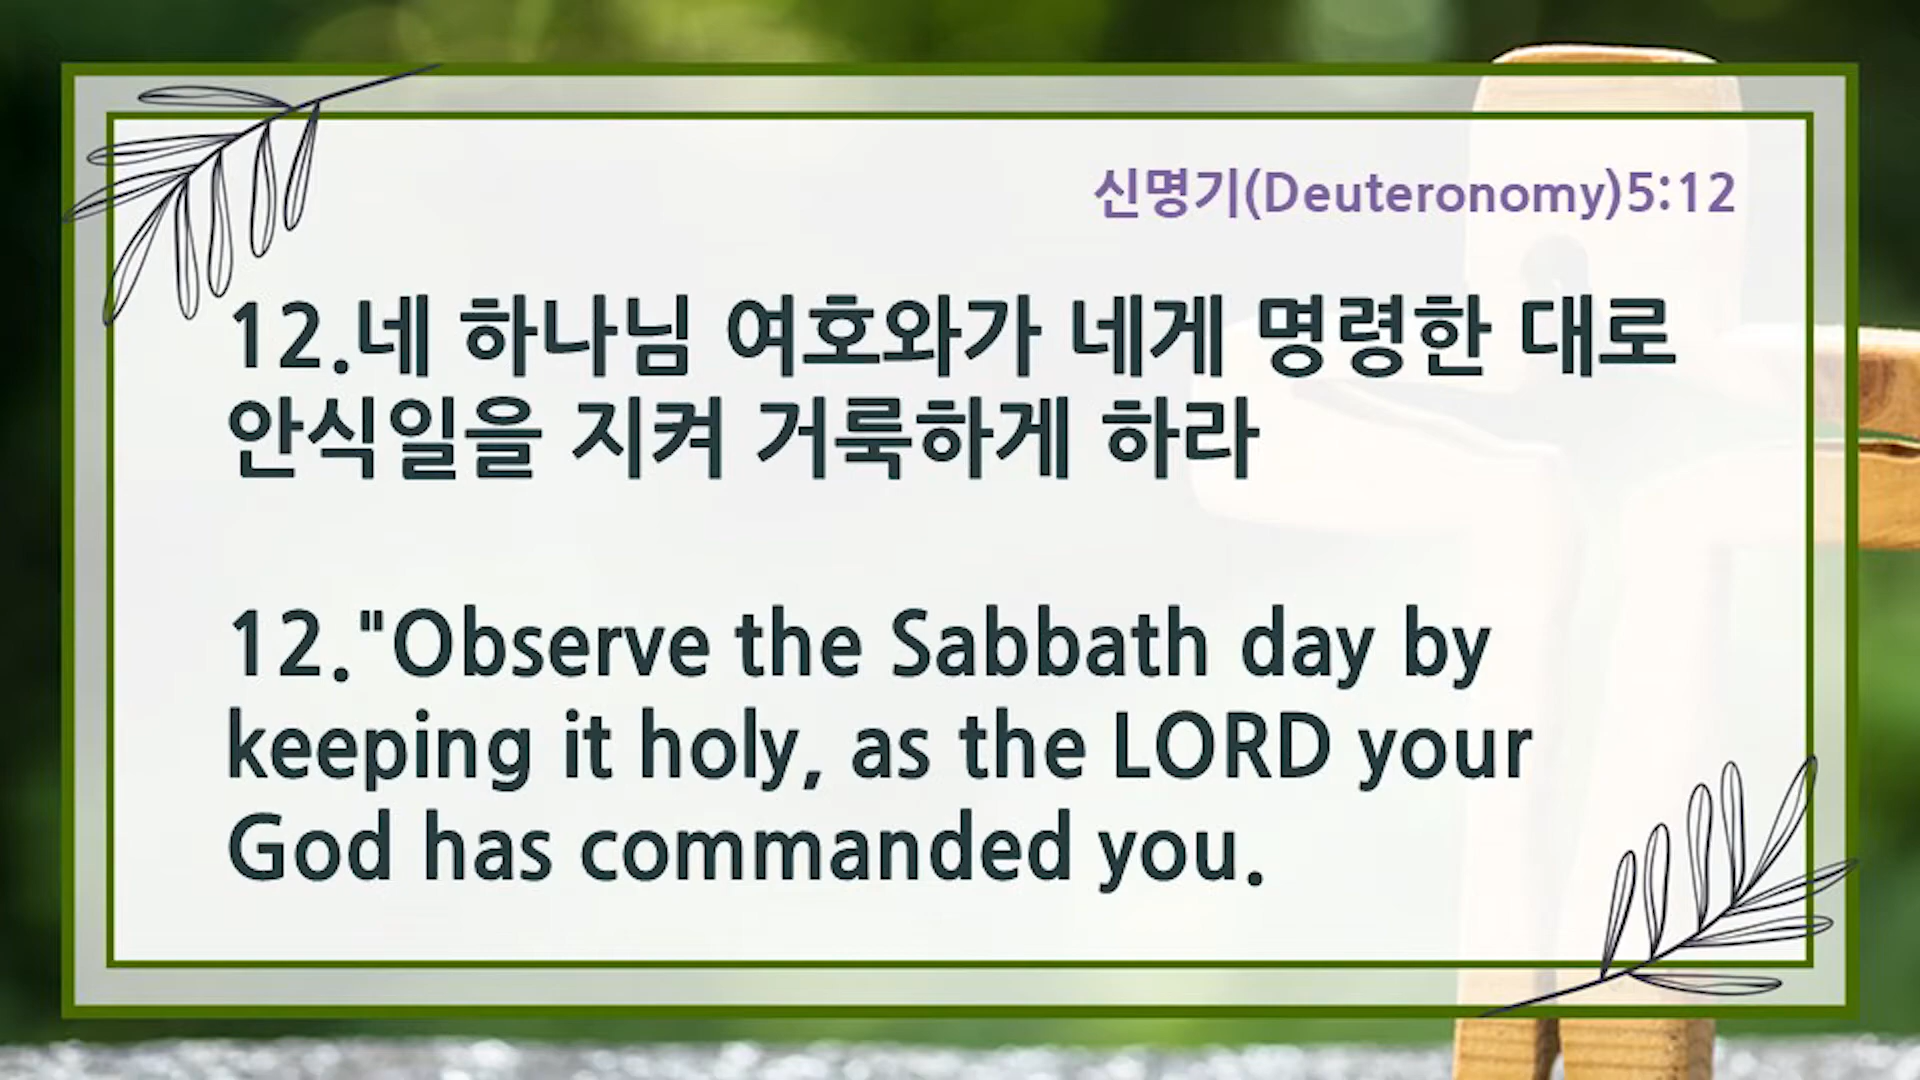 신명기(Deuteronomy)5:12
12.네 하나님 여호와가 네게 명령한 대로
안식일을 지켜 거룩하게 하라
12."Observe the Sabbath day by
keeping it holy, as the LORD your
God has commanded you.